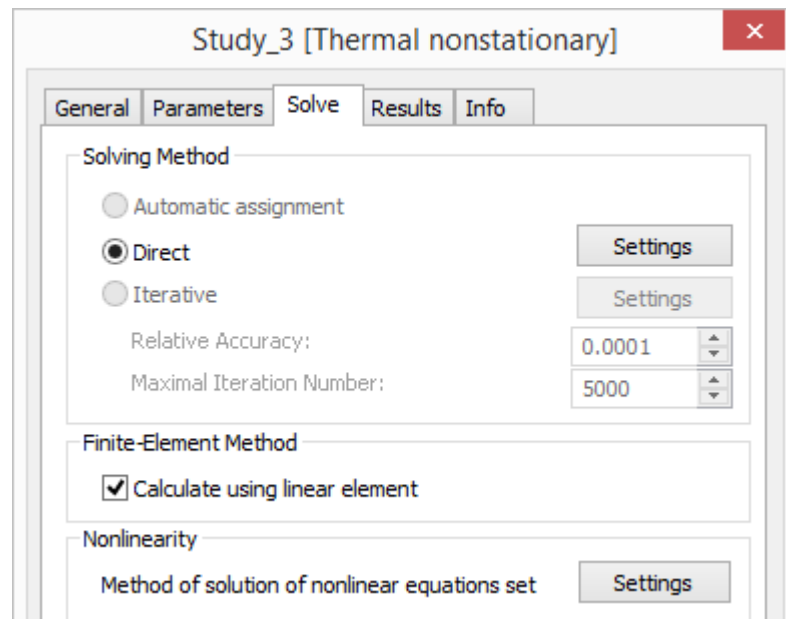 Study_3 [Thermal nonstationary]
General Parameters Solve Results Info
Solving Method
Automatic assignment
Direct Settings
Iterative Settings
Relative Accuracy: 0.0001
Maximal Iteration Number: 5000
Finite-Element Method
Calculate using linear element
Nonlinearity
Method of solution of nonlinear equations set Settings